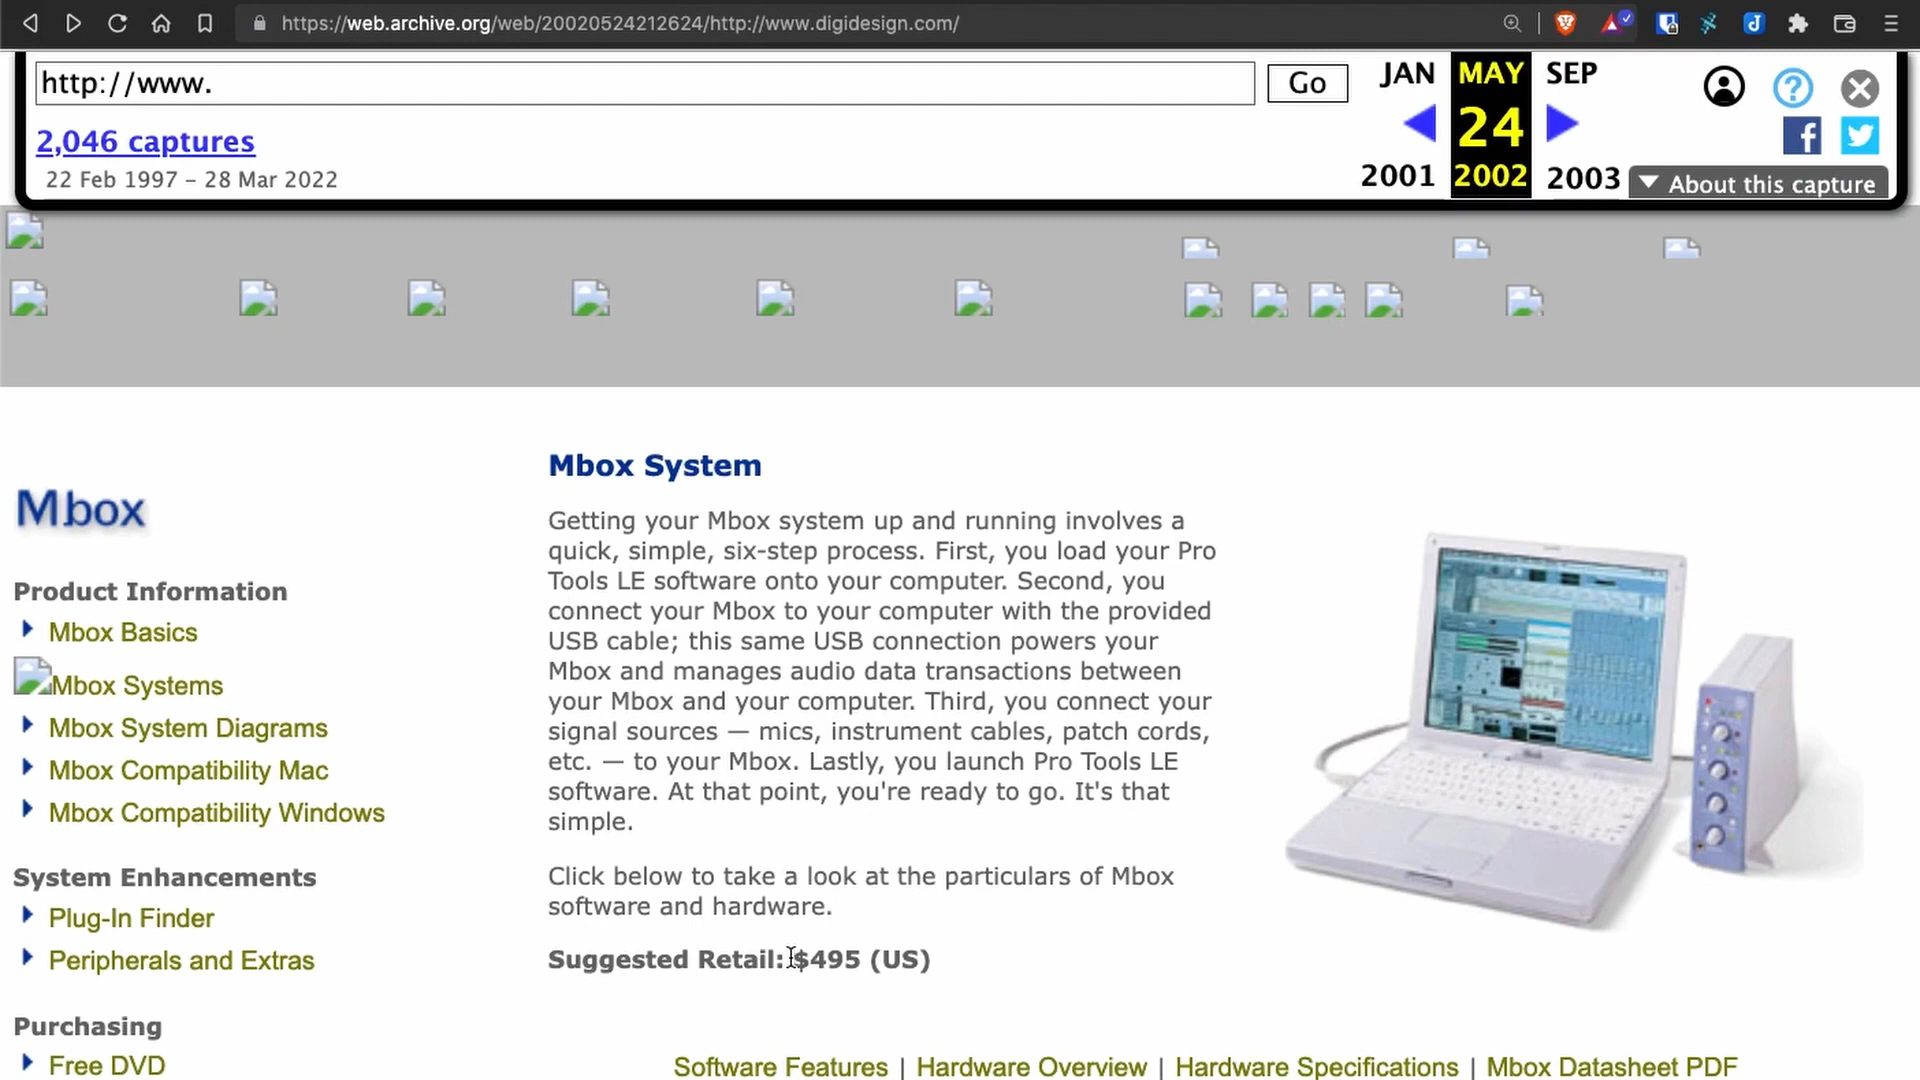 https://web.archive.org/web/20020524212624/http://www.digidesign.com/
http://www.
Go
JAN MAY SEP
2,046 captures
24
22 Feb 1997 – 28 Mar 2022
2001 2002 2003
About this capture
Mbox
Product Information
Mbox Basics
Mbox Systems
Mbox System Diagrams
Mbox Compatibility Mac
Mbox Compatibility Windows
System Enhancements
Plug-In Finder
Peripherals and Extras
Purchasing
Free DVD
Mbox System
Getting your Mbox system up and running involves a
quick, simple, six-step process. First, you load your Pro
Tools LE software onto your computer. Second, you
connect your Mbox to your computer with the provided
USB cable; this same USB connection powers your
Mbox and manages audio data transactions between
your Mbox and your computer. Third, you connect your
signal sources — mics, instrument cables, patch cords,
etc. — to your Mbox. Lastly, you launch Pro Tools LE
software. At that point, you're ready to go. It's that
simple.
Click below to take a look at the particulars of Mbox
software and hardware.
Suggested Retail: $495 (US)
Software Features | Hardware Overview | Hardware Specifications | Mbox Datasheet PDF